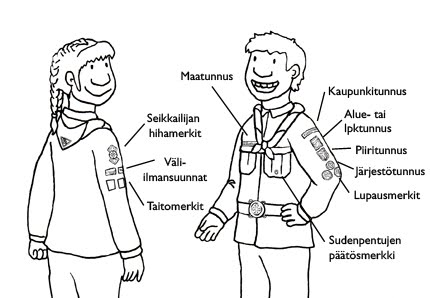 Maatunnus
Kaupunkitunnus
Alue- tai
lpktunnus
Piiritunnus
Järjestötunnus
Lupausmerkit
Sudenpentujen
päätösmerkki
Seikkailijan
hihamerkit
Väli-
ilmansuunnat
Taitomerkit